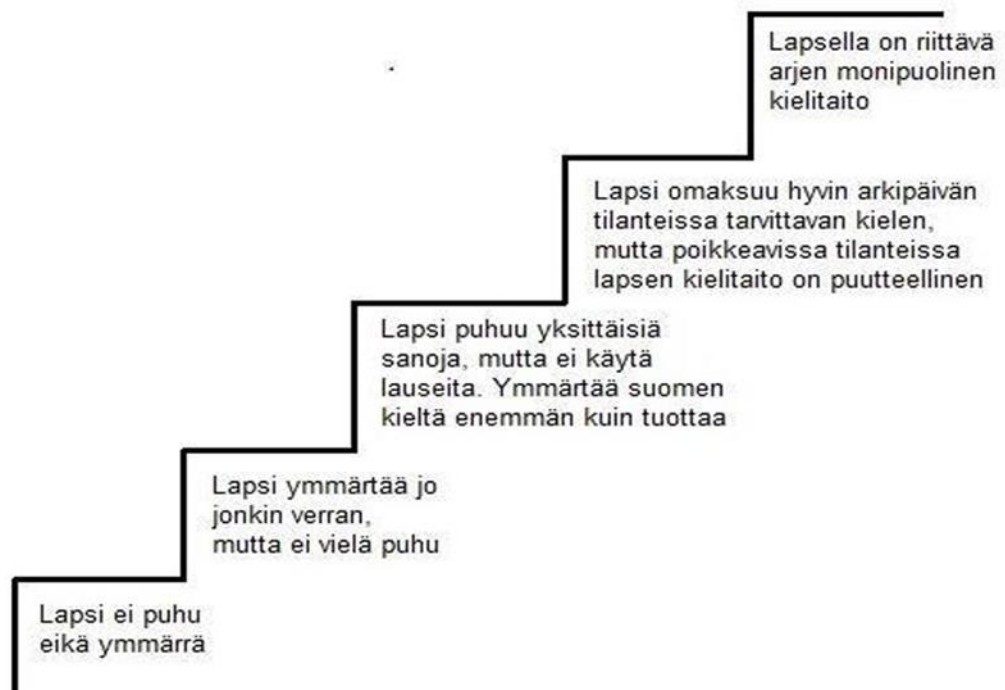 Lapsella on riittävä
arjen monipuolinen
kielitaito
Lapsi omaksuu hyvin arkipäivän
tilanteissa tarvittavan kielen,
mutta poikkeavissa tilanteissa
lapsen kielitaito on puutteellinen
Lapsi puhuu yksittäisiä
sanoja, mutta ei käytä
lauseita. Ymmärtää suomen
kieltä enemmän kuin tuottaa
Lapsi ymmärtää jo
jonkin verran,
mutta ei vielä puhu
Lapsi ei puhu
eikä ymmärrä